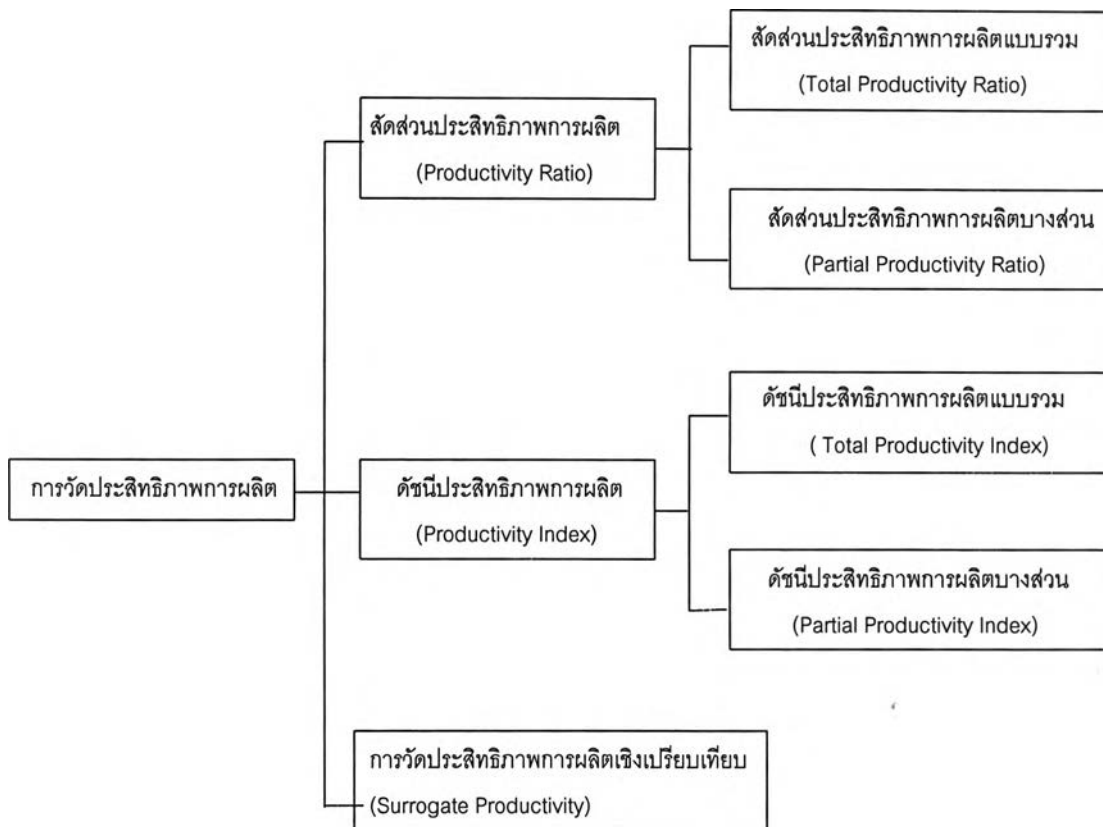 สัดส่วนประสิทธิภาพการผลิตแบบรวม
(Total Productivity Ratio)
สัดส่วนประสิทธิภาพการผลิต
(Productivity Ratio)
สัดส่วนประสิทธิภาพการผลิตบางส่วน
(Partial Productivity Ratio)
ดัชนีประสิทธิภาพการผลิตแบบรวม
( Total Productivity Index)
การวัดประสิทธิภาพการผลิต
ดัชนีประสิทธิภาพการผลิต
(Productivity Index)
ดัชนีประสิทธิภาพการผลิตบางส่วน
(Partial Productivity Index)
การวัดประสิทธิภาพการผลิตเชิงเปรียบเทียบ
(Surrogate Productivity)